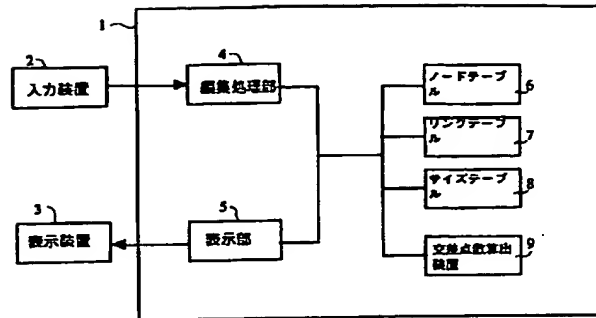 1
2
入力装置
4
編集処理部
ノードテーブル
6
リンクテーブ
ル
7
サイズテーブ
ル
8
3
表示装置
5
表示部
交差点数算出
装置
9